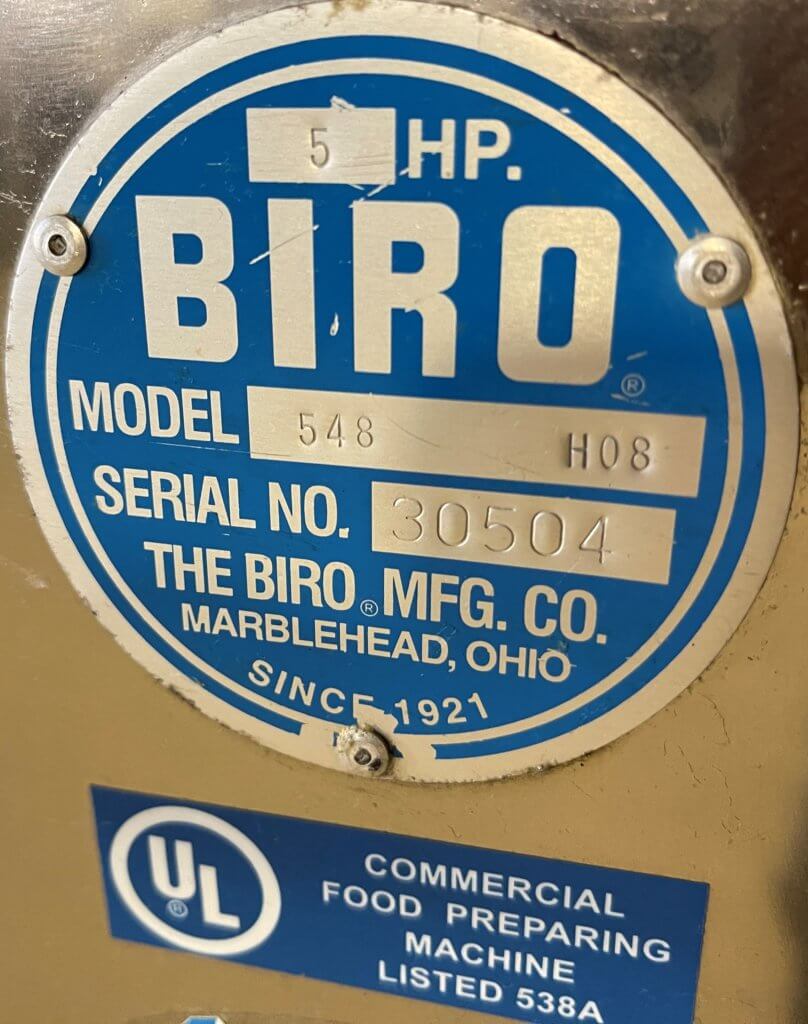 5 HP.
BIRO®
MODEL 548 H08
SERIAL NO. 30504
THE BIRO® MFG. CO.
MARBLEHEAD, OHIO
SINCE 1921
UL®
COMMERCIAL
FOOD PREPARING
MACHINE
LISTED 538A